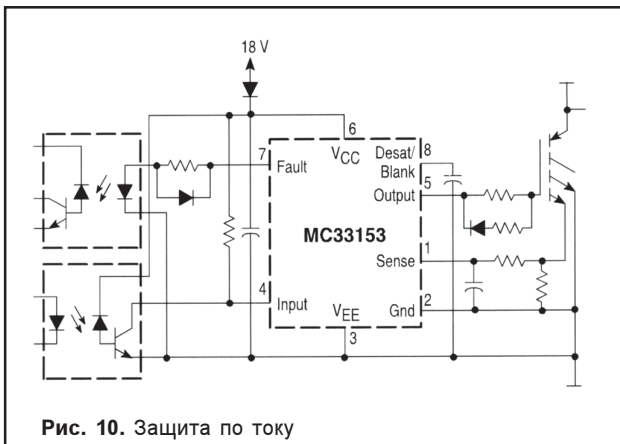 18 V
6
7
Fault
VCC
Desat/
Blank
8
5
Output
MC33153
Sense
1
4
Input
VEE
Gnd
2
3
Рис. 10. Защита по току